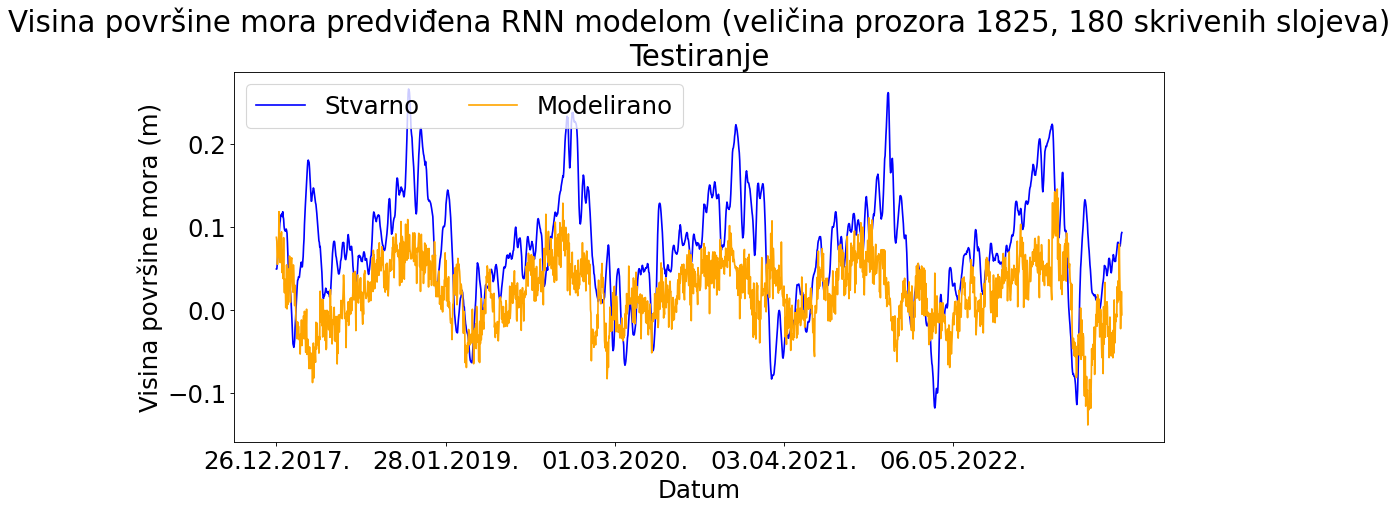 Visina površine mora predviđena RNN modelom (veličina prozora 1825, 180 skrivenih slojeva)
Testiranje
Stvarno
Modelirano
Visina površine mora (m)
0.2
0.1
0.0
−0.1
26.12.2017.
28.01.2019.
01.03.2020.
03.04.2021.
06.05.2022.
Datum